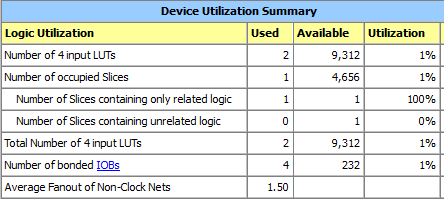 Device Utilization Summary
Logic Utilization Used Available Utilization
Number of 4 input LUTs 2 9,312 1%
Number of occupied Slices 1 4,656 1%
Number of Slices containing only related logic 1 1 100%
Number of Slices containing unrelated logic 0 1 0%
Total Number of 4 input LUTs 2 9,312 1%
Number of bonded IOBs 4 232 1%
Average Fanout of Non-Clock Nets 1.50